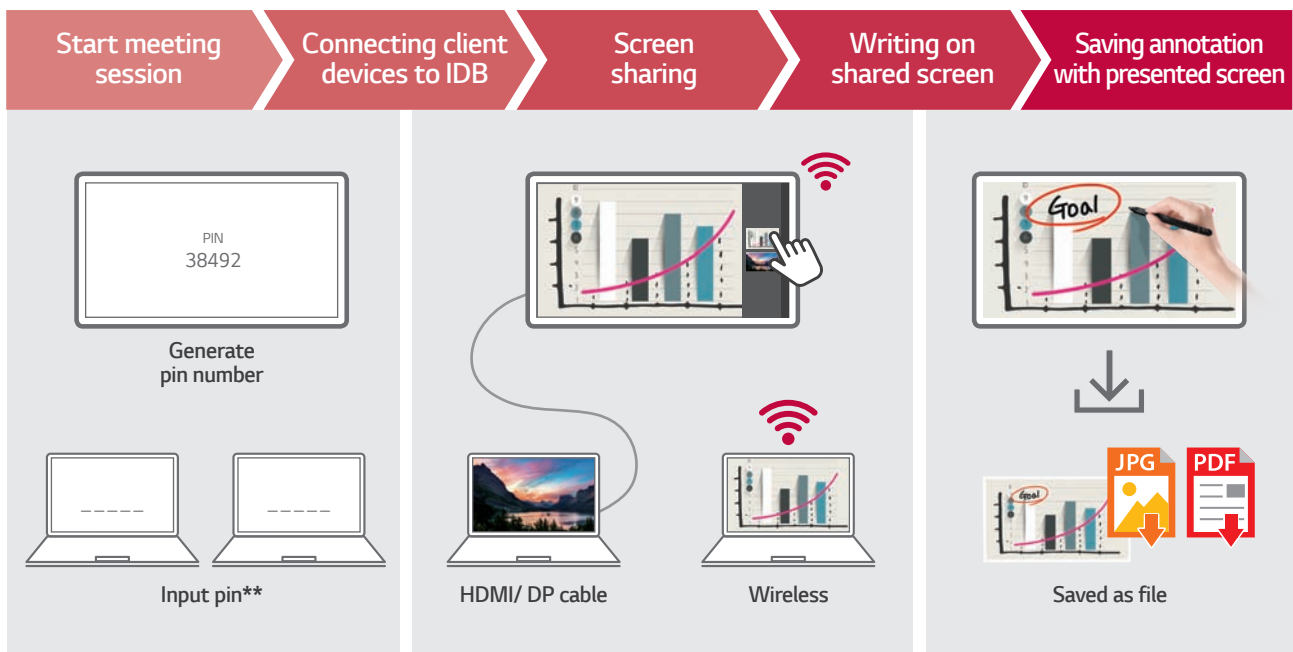 Start meeting
session
Connecting client
devices to IDB
Screen
sharing
Writing on
shared screen
Saving annotation
with presented screen
PIN
38492
Generate
pin number
_ _ _ _ _
_ _ _ _ _
Input pin**
HDMI/ DP cable
Wireless
Goal
Goal
JPG
PDF
Saved as file